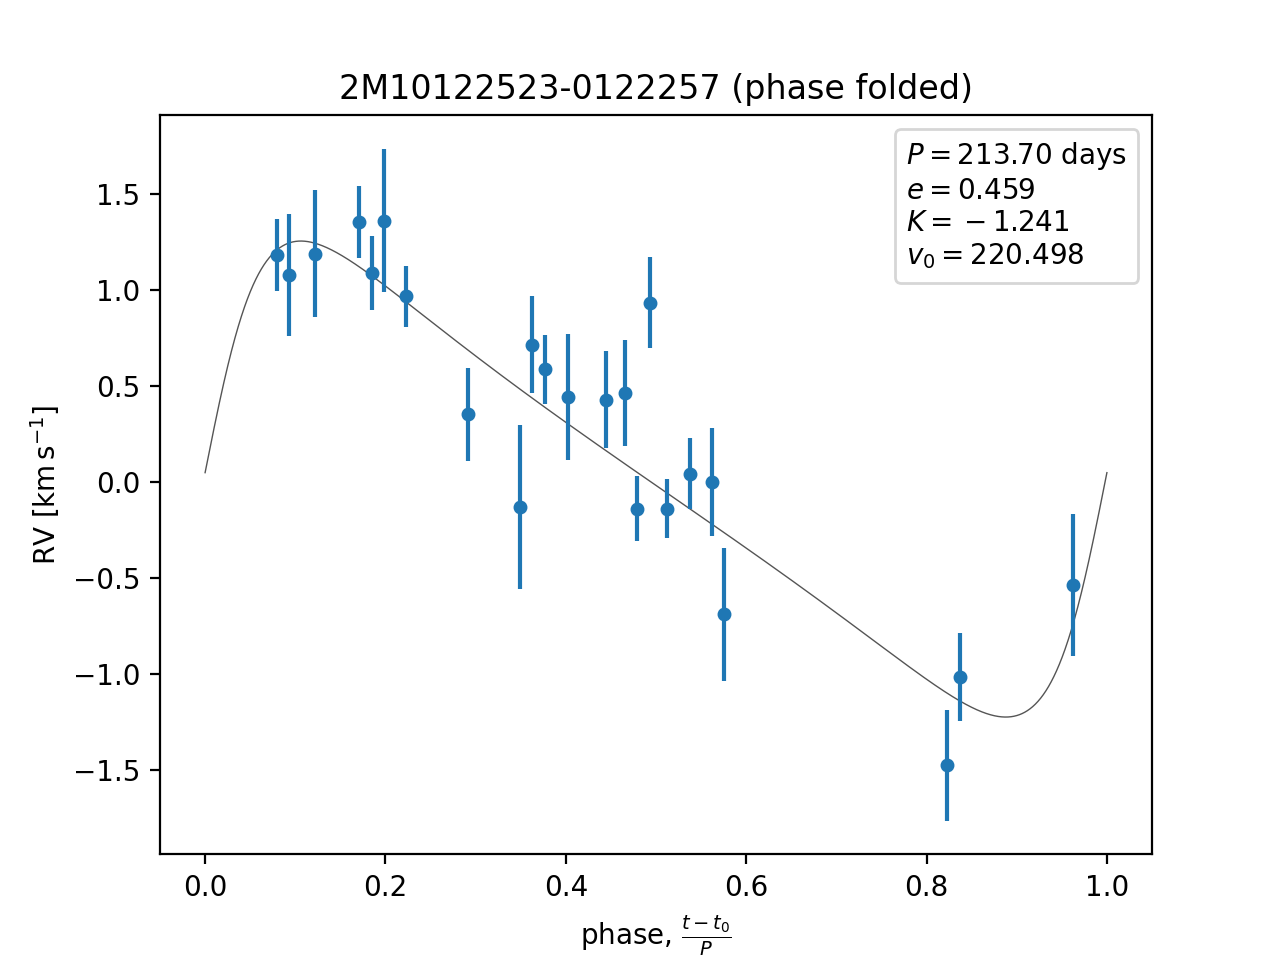 2M10122523-0122257 (phase folded)
P = 213.70 days
e = 0.459
K = −1.241
v₀ = 220.498
1.5
1.0
0.5
0.0
−0.5
−1.0
−1.5
RV [km s⁻¹]
0.0 0.2 0.4 0.6 0.8 1.0
phase, (t − t₀)/P